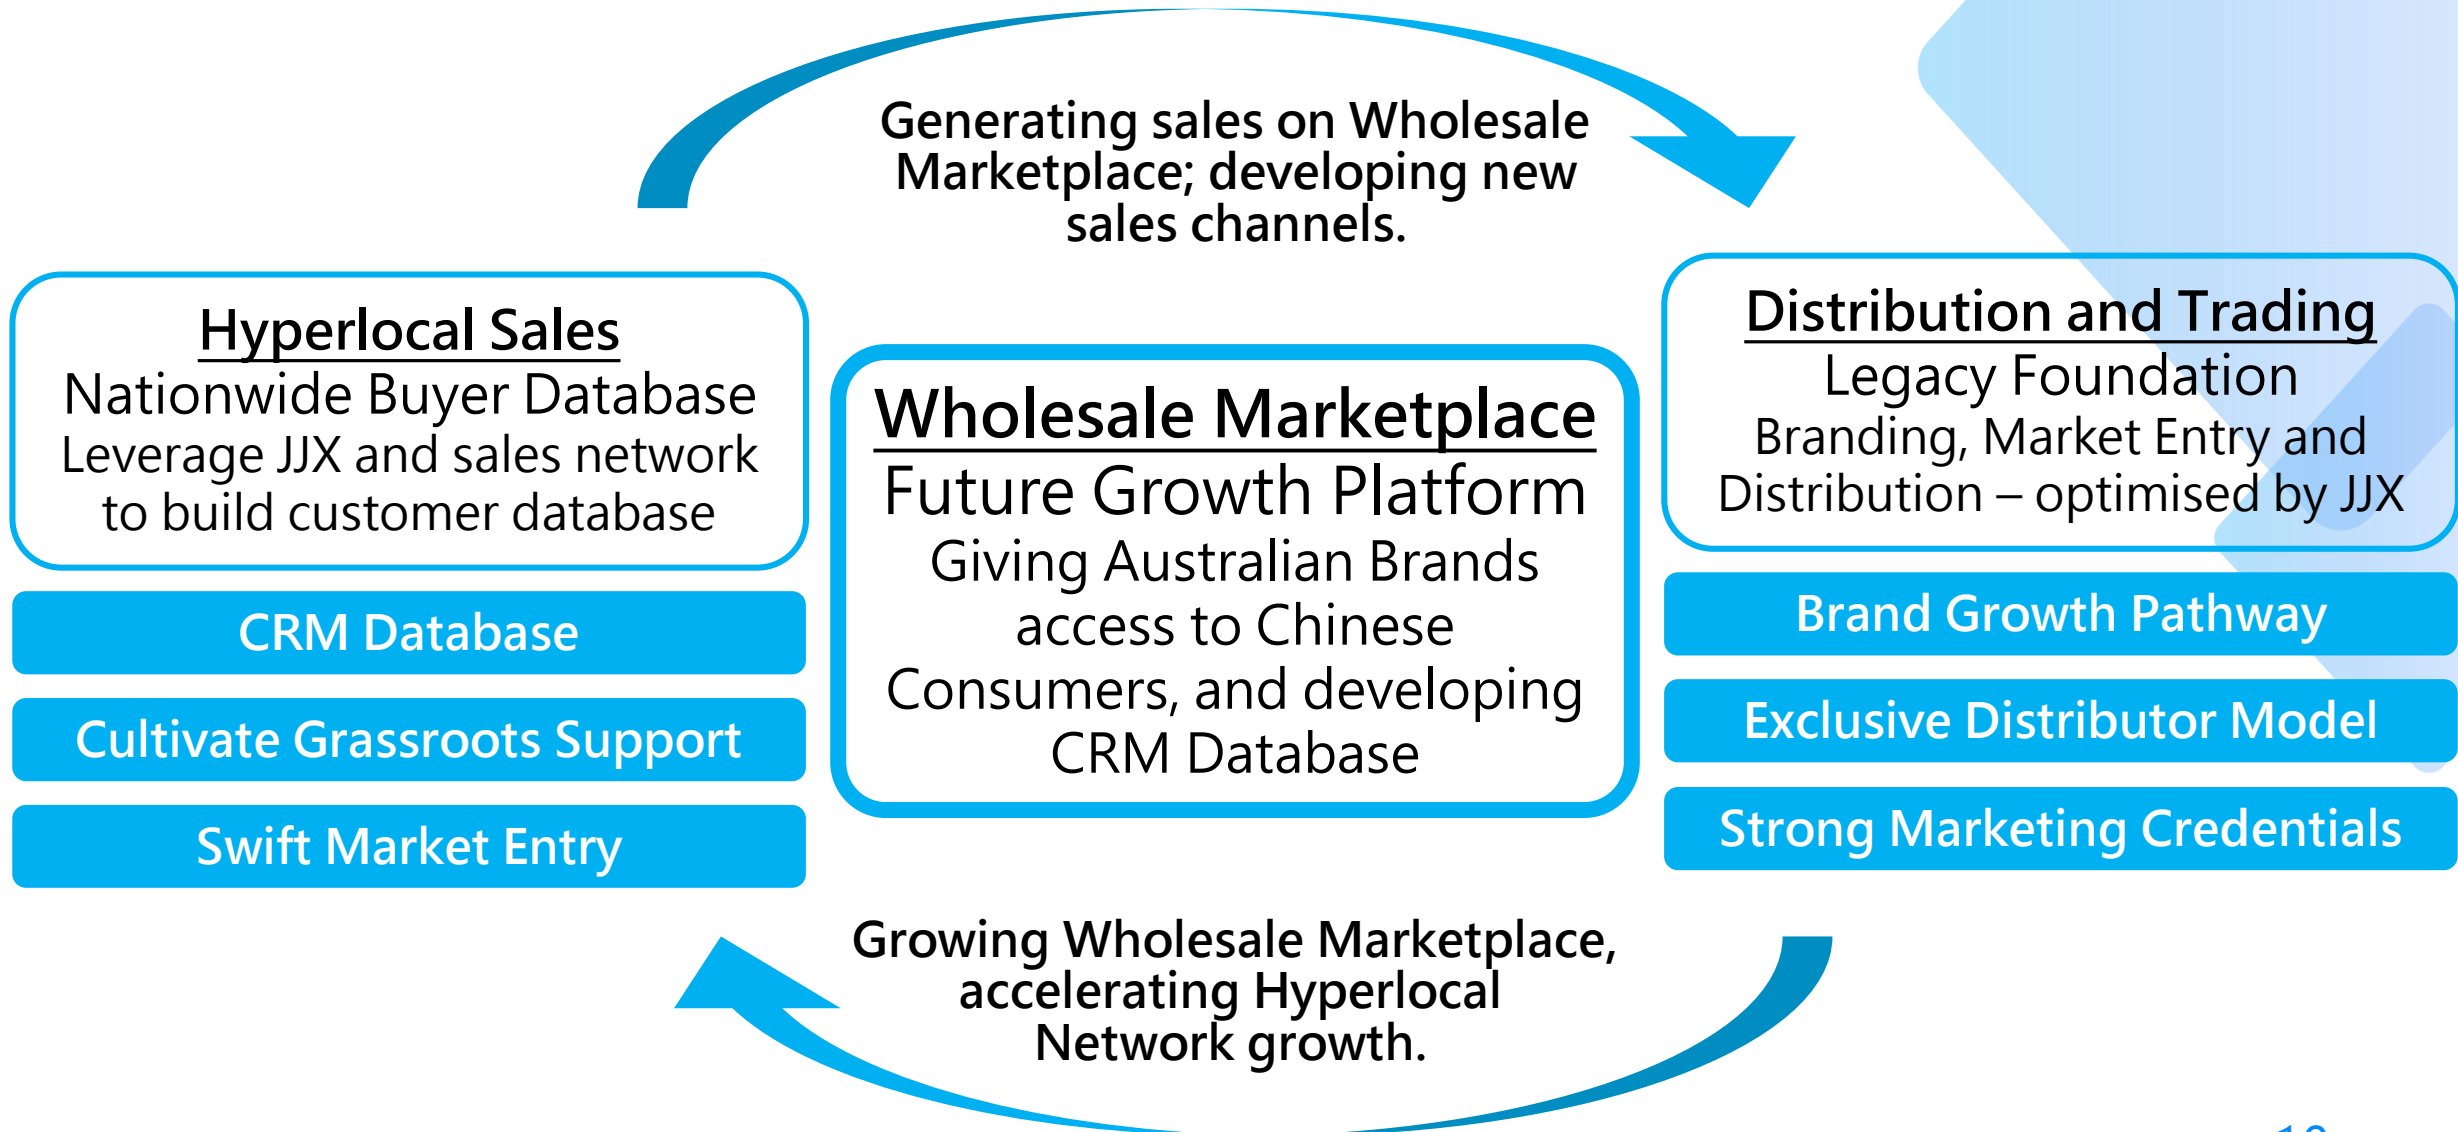 Generating sales on Wholesale
Marketplace; developing new
sales channels.
Hyperlocal Sales
Nationwide Buyer Database
Leverage JJX and sales network
to build customer database
CRM Database
Cultivate Grassroots Support
Swift Market Entry
Wholesale Marketplace
Future Growth Platform
Giving Australian Brands
access to Chinese
Consumers, and developing
CRM Database
Distribution and Trading
Legacy Foundation
Branding, Market Entry and
Distribution – optimised by JJX
Brand Growth Pathway
Exclusive Distributor Model
Strong Marketing Credentials
Growing Wholesale Marketplace,
accelerating Hyperlocal
Network growth.